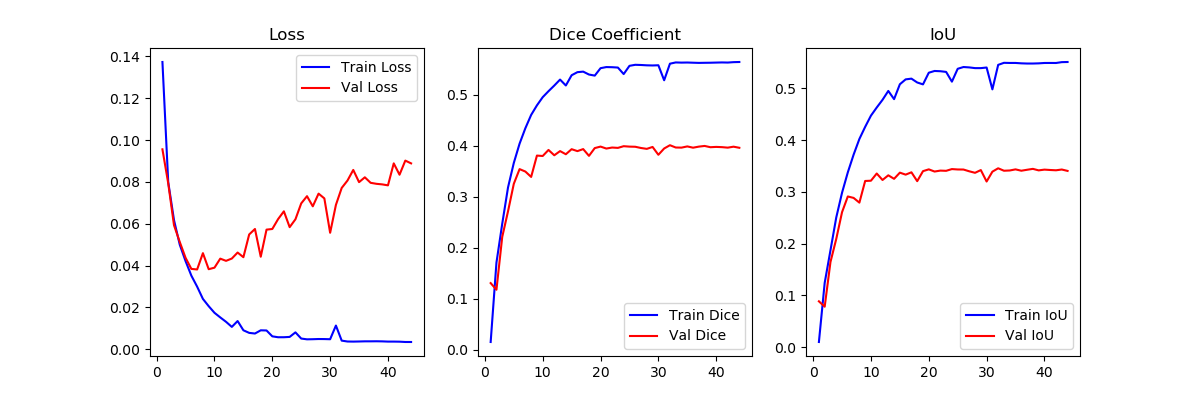 Loss
0.14
0.12
0.10
0.08
0.06
0.04
0.02
0.00
0 10 20 30 40
Train Loss
Val Loss
Dice Coefficient
0.5
0.4
0.3
0.2
0.1
0.0
0 10 20 30 40
Train Dice
Val Dice
IoU
0.5
0.4
0.3
0.2
0.1
0.0
0 10 20 30 40
Train IoU
Val IoU